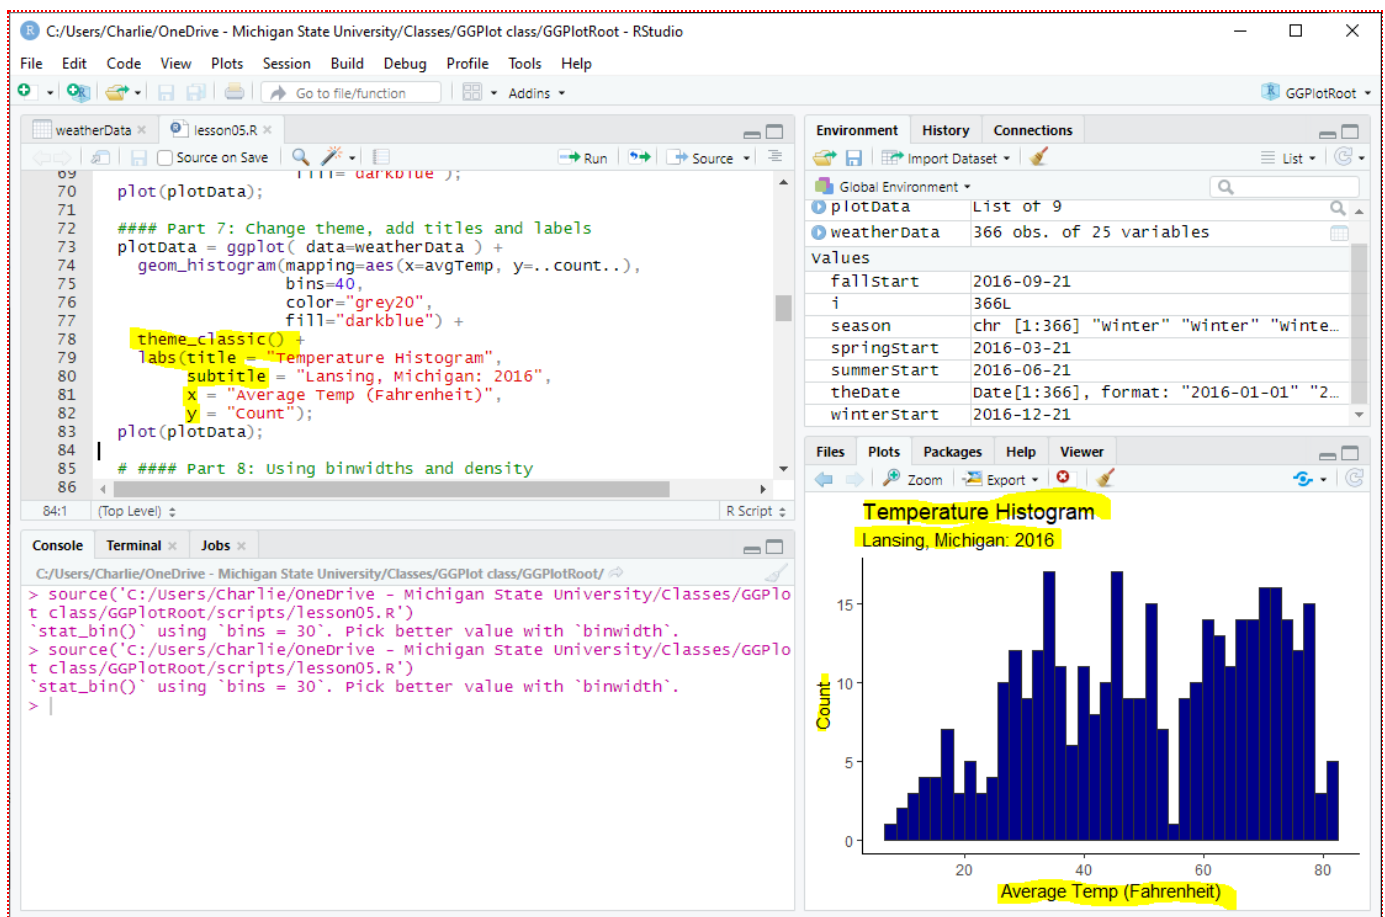 C:/Users/Charlie/OneDrive - Michigan State University/Classes/GGPlot class/GGPlotRoot - RStudio
File Edit Code View Plots Session Build Debug Profile Tools Help
Go to file/function Addins GGPlotRoot
weatherData lesson05.R
Source on Save Run Source
69 fill="darkblue");
70 plot(plotData);
71
72 #### Part 7: Change theme, add titles and labels
73 plotData = ggplot( data=weatherData ) +
74 geom_histogram(mapping=aes(x=avgTemp, y=..count..),
75 bins=40,
76 color="grey20",
77 fill="darkblue") +
78 theme_classic() +
79 labs(title = "Temperature Histogram",
80 subtitle = "Lansing, Michigan: 2016",
81 x = "Average Temp (Fahrenheit)",
82 y = "Count");
83 plot(plotData);
84
85 # #### Part 8: Using binwidths and density
86
84:1 (Top Level) R Script
Console Terminal Jobs
C:/Users/Charlie/OneDrive - Michigan State University/Classes/GGPlot class/GGPlotRoot/
> source('C:/Users/Charlie/OneDrive - Michigan State University/Classes/GGPlo
t class/GGPlotRoot/scripts/lesson05.R')
`stat_bin()` using `bins = 30`. Pick better value with `binwidth`.
> source('C:/Users/Charlie/OneDrive - Michigan State University/Classes/GGPlo
t class/GGPlotRoot/scripts/lesson05.R')
`stat_bin()` using `bins = 30`. Pick better value with `binwidth`.
>
Environment History Connections
Import Dataset List
Global Environment
plotData List of 9
weatherData 366 obs. of 25 variables
Values
fallStart 2016-09-21
i 366L
season chr [1:366] "Winter" "Winter" "Winte...
springStart 2016-03-21
summerStart 2016-06-21
theDate Date[1:366], format: "2016-01-01" "2...
winterStart 2016-12-21
Files Plots Packages Help Viewer
Zoom Export
Temperature Histogram
Lansing, Michigan: 2016
Count
15
10
5
0
20 40 60 80
Average Temp (Fahrenheit)